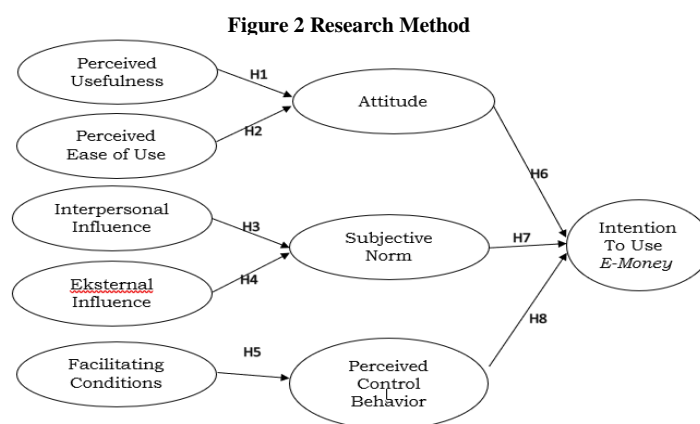 Figure 2 Research Method
Perceived
Usefulness
H1
Attitude
Perceived
Ease of Use
H2
H6
Interpersonal
Influence
H3
Subjective
Norm
H7
Intention
To Use
E-Money
Eksternal
Influence
H4
H8
Facilitating
Conditions
H5
Perceived
Control
Behavior